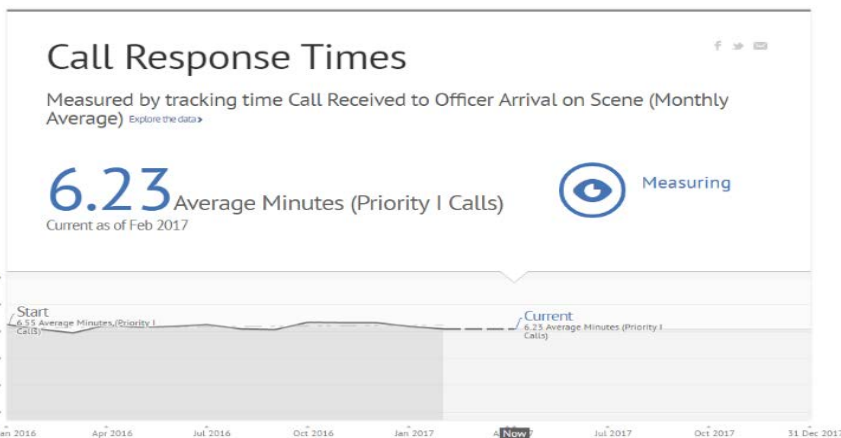 Call Response Times
Measured by tracking time Call Received to Officer Arrival on Scene (Monthly
Average) Explore the data
6.23 Average Minutes (Priority I Calls)
Current as of Feb 2017
Measuring
Start
6.55 Average Minutes (Priority I
Calls)
Current
6.23 Average Minutes (Priority I
Calls)
2016 Apr 2016 Jul 2016 Oct 2016 Jan 2017 Now Jul 2017 Oct 2017 31 Dec 2017